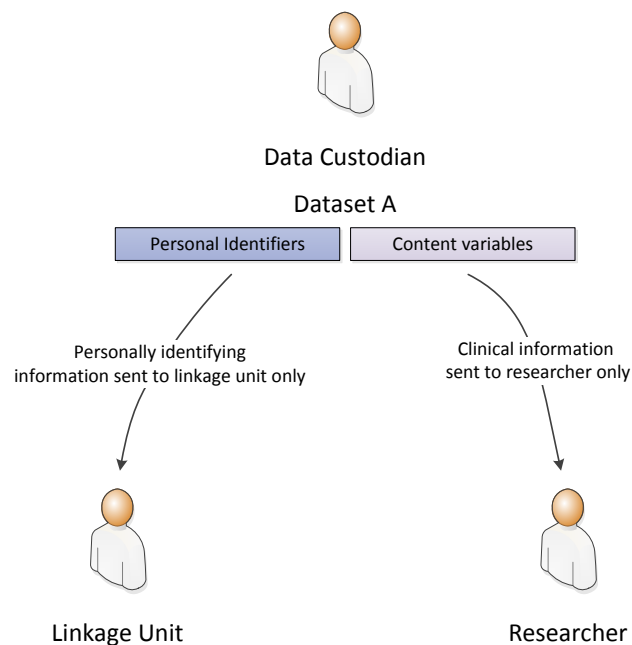 Data Custodian
Dataset A
Personal Identifiers
Content variables
Personally identifying
information sent to linkage unit only
Clinical information
sent to researcher only
Linkage Unit
Researcher